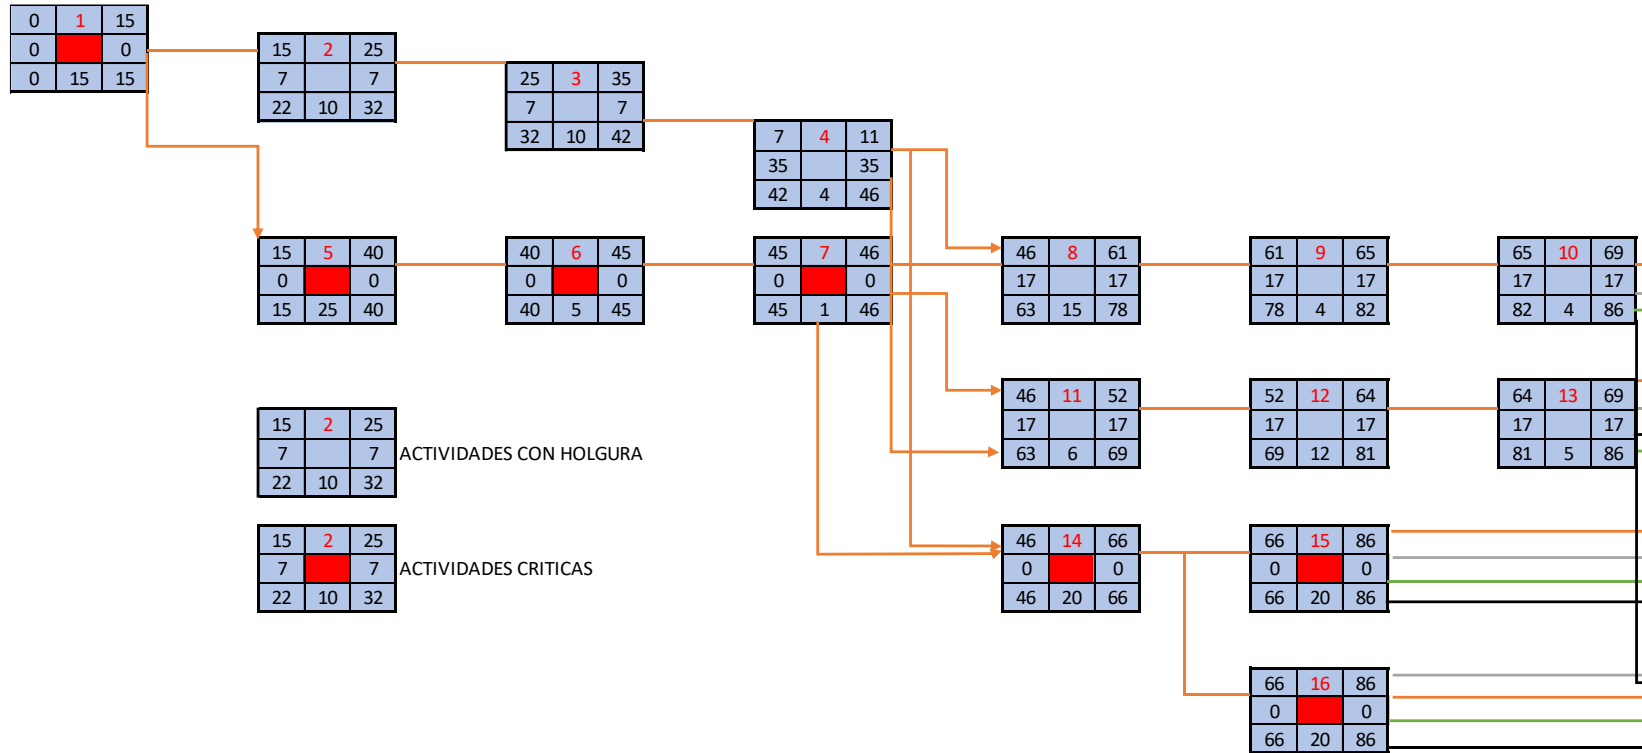 0 1 15
0 0
0 15 15
15 2 25
7 7
22 10 32
25 3 35
7 7
32 10 42
7 4 11
35 35
42 4 46
15 5 40
0 0
15 25 40
40 6 45
0 0
40 5 45
45 7 46
0 0
45 1 46
46 8 61
17 17
63 15 78
61 9 65
17 17
78 4 82
65 10 69
17 17
82 4 86
46 11 52
17 17
63 6 69
52 12 64
17 17
69 12 81
64 13 69
17 17
81 5 86
15 2 25
7 7
22 10 32
ACTIVIDADES CON HOLGURA
15 2 25
7 7
22 10 32
ACTIVIDADES CRITICAS
46 14 66
0 0
46 20 66
66 15 86
0 0
66 20 86
66 16 86
0 0
66 20 86